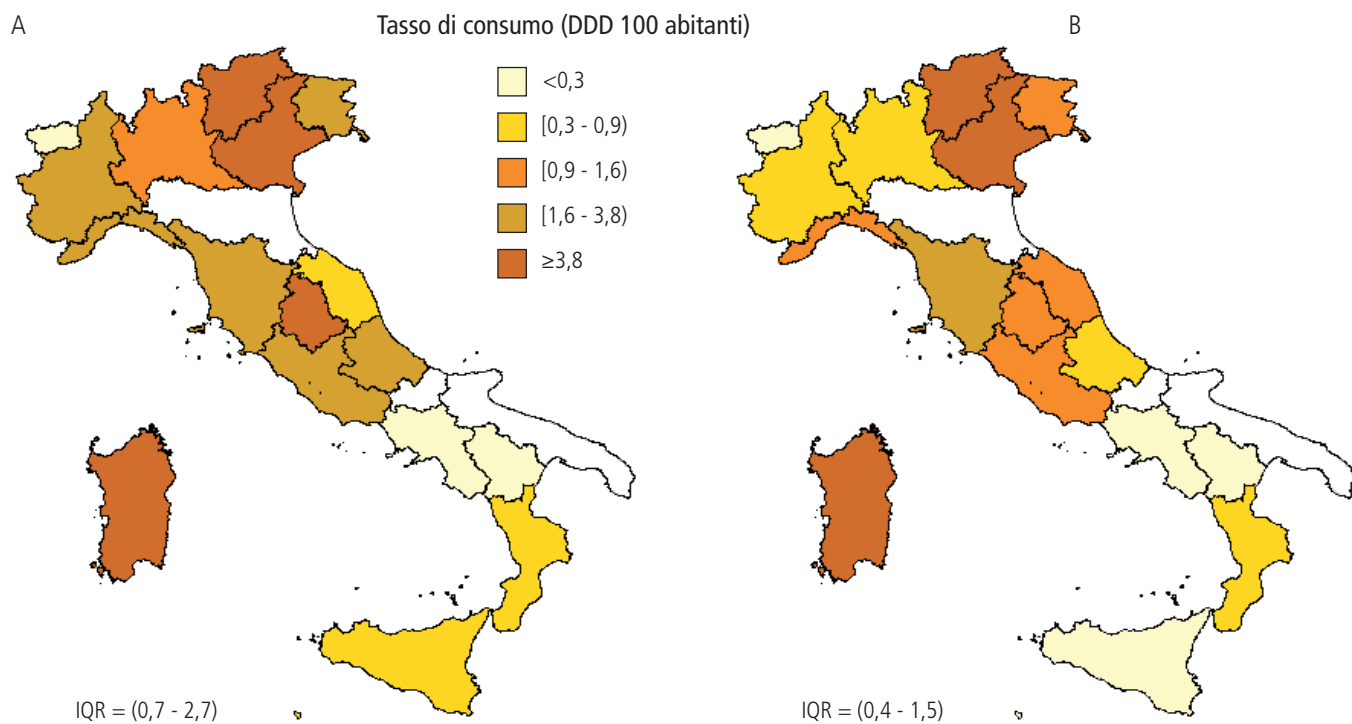 A
Tasso di consumo (DDD 100 abitanti)
B
<0,3
[0,3 - 0,9)
[0,9 - 1,6)
[1,6 - 3,8)
≥3,8
IQR = (0,7 - 2,7)
IQR = (0,4 - 1,5)